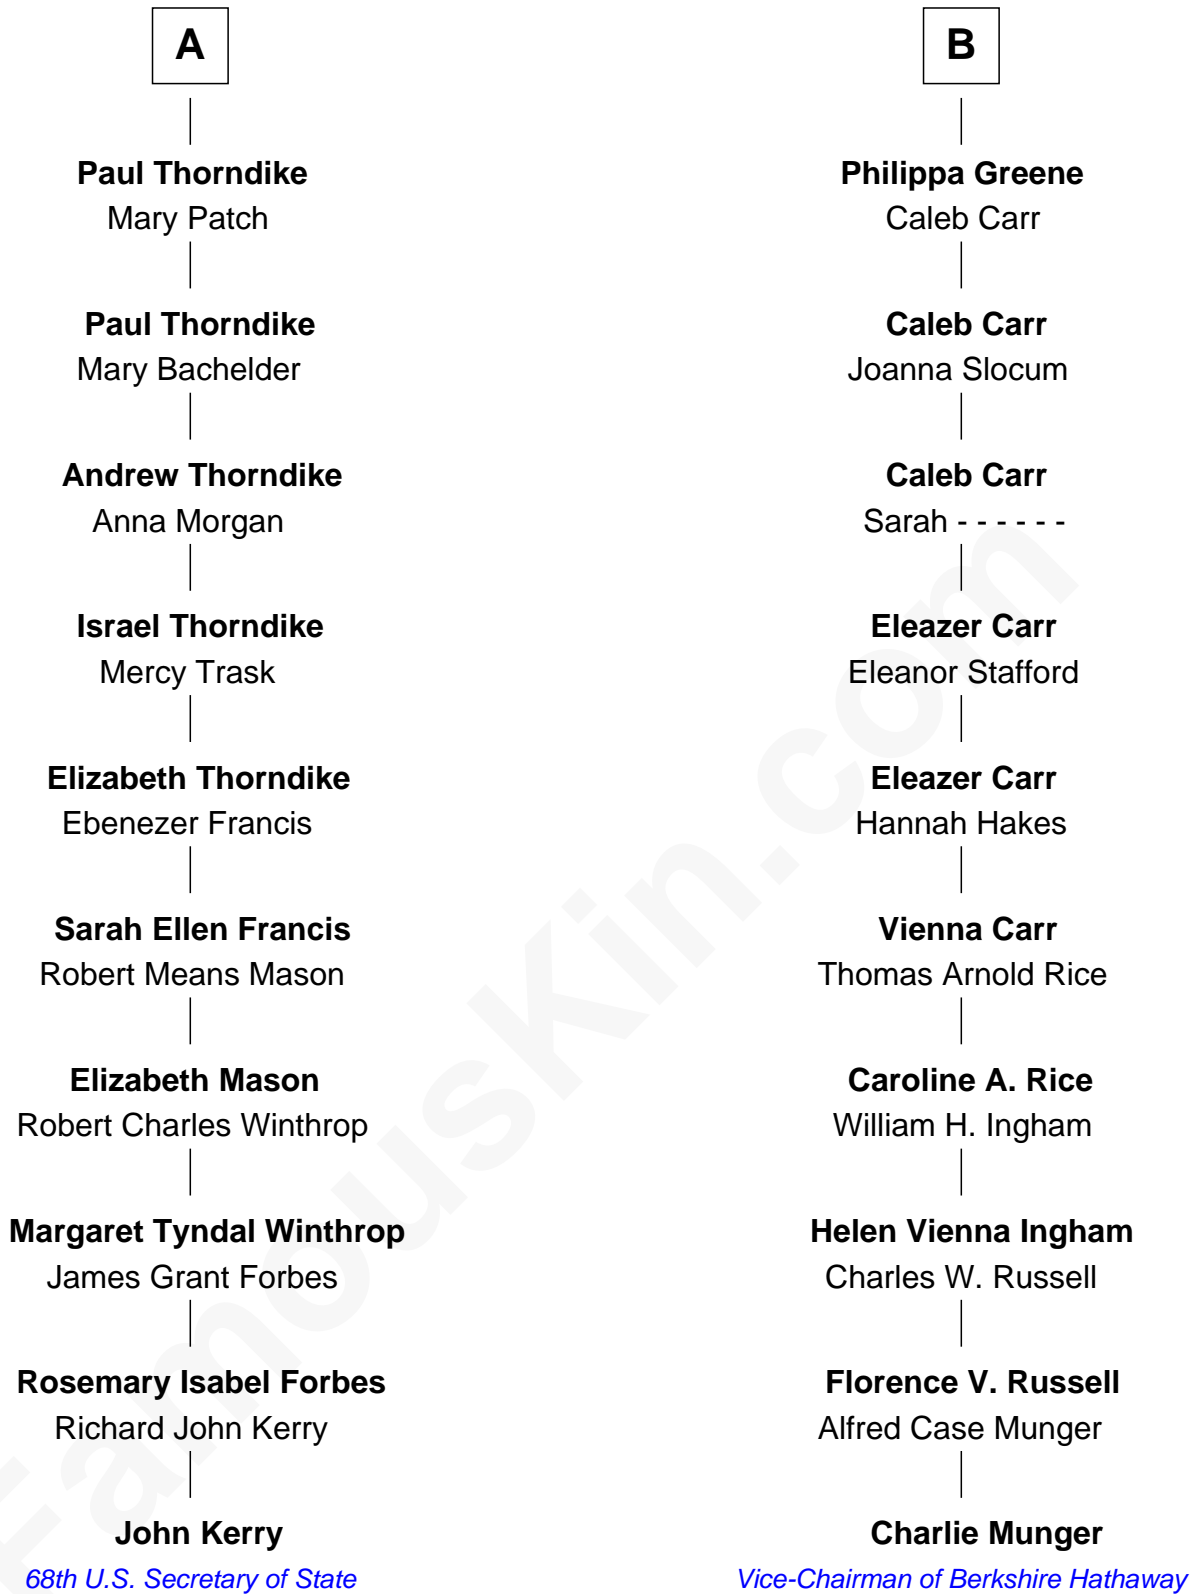 A
Paul Thorndike
Mary Patch
Paul Thorndike
Mary Bachelder
Andrew Thorndike
Anna Morgan
Israel Thorndike
Mercy Trask
Elizabeth Thorndike
Ebenezer Francis
Sarah Ellen Francis
Robert Means Mason
Elizabeth Mason
Robert Charles Winthrop
Margaret Tyndal Winthrop
James Grant Forbes
Rosemary Isabel Forbes
Richard John Kerry
John Kerry
68th U.S. Secretary of State
B
Philippa Greene
Caleb Carr
Caleb Carr
Joanna Slocum
Caleb Carr
Sarah - - - - - -
Eleazer Carr
Eleanor Stafford
Eleazer Carr
Hannah Hakes
Vienna Carr
Thomas Arnold Rice
Caroline A. Rice
William H. Ingham
Helen Vienna Ingham
Charles W. Russell
Florence V. Russell
Alfred Case Munger
Charlie Munger
Vice-Chairman of Berkshire Hathaway
FamousKin.com